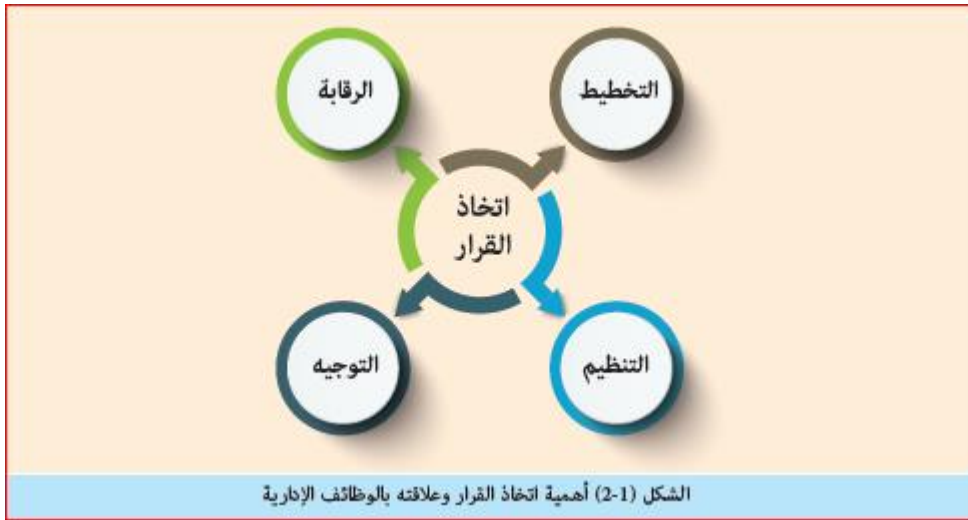 التخطيط
الرقابة
اتخاذ
القرار
التنظيم
التوجيه
الشكل (1-2) أهمية اتخاذ القرار وعلاقته بالوظائف الإدارية